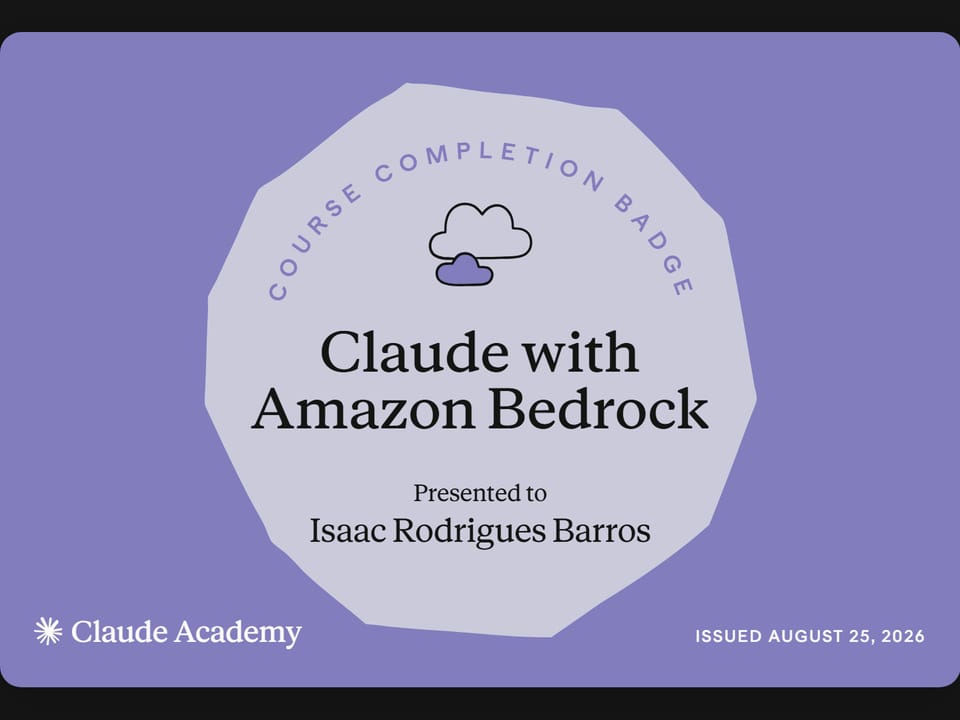 COURSE COMPLETION BADGE
Claude with
Amazon Bedrock
Presented to
Isaac Rodrigues Barros
Claude Academy
ISSUED AUGUST 25, 2026